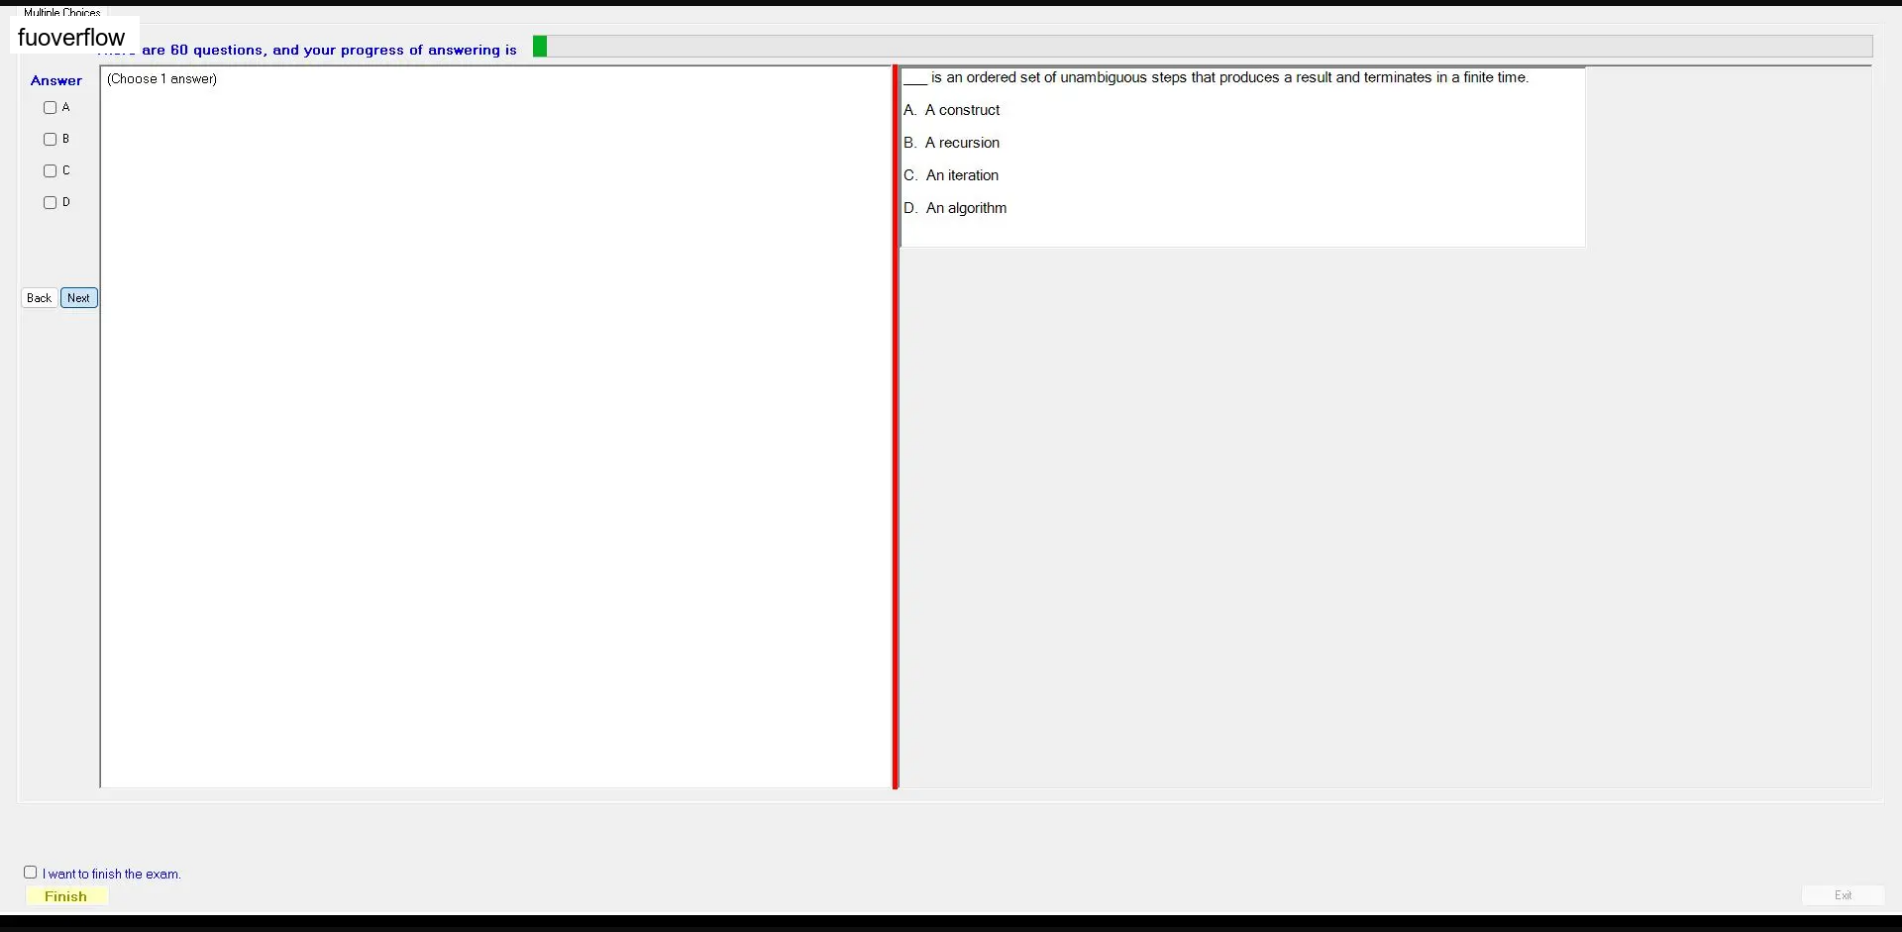 Multiple Choices
fuoverflow
are 60 questions, and your progress of answering is
Answer
A
B
C
D
Back Next
(Choose 1 answer)
___ is an ordered set of unambiguous steps that produces a result and terminates in a finite time.
A. A construct
B. A recursion
C. An iteration
D. An algorithm
I want to finish the exam.
Finish
Exit